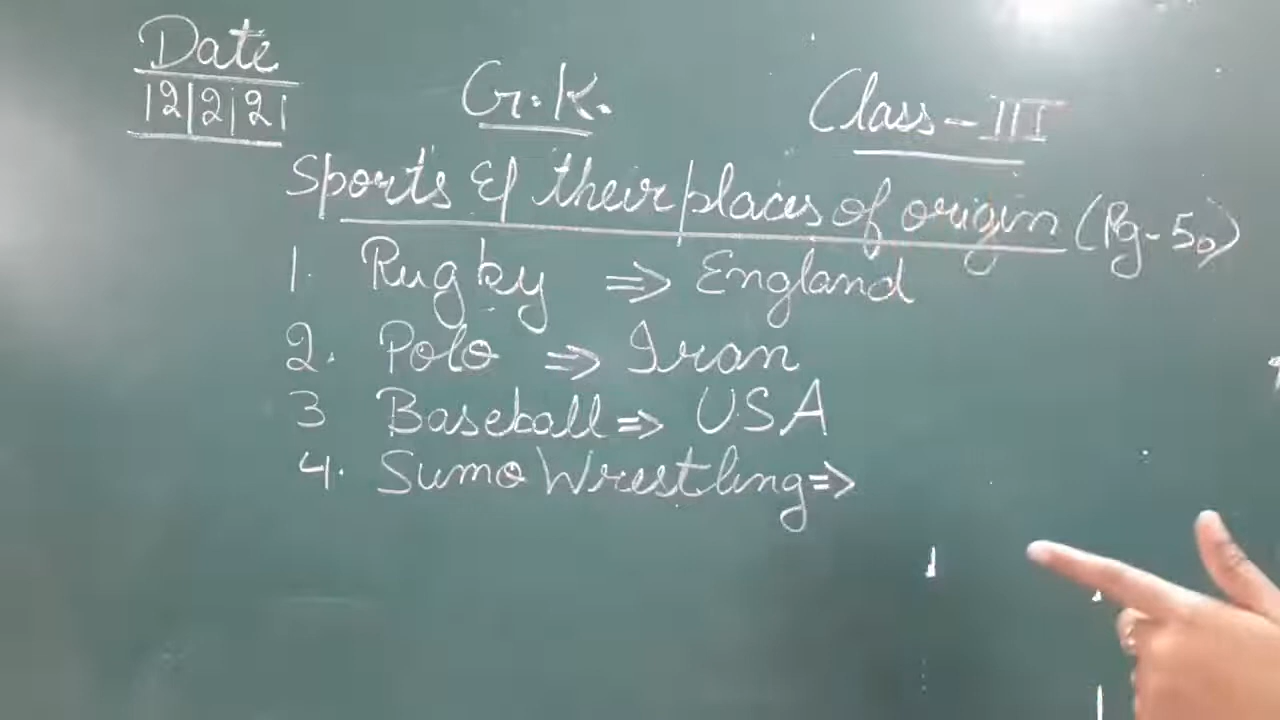 Date
12|2|21
G.K.
Class - III
Sports & their places of origin (Pg-50)
1. Rugby => England
2. Polo => Iran
3 Baseball => USA
4. Sumo Wrestling =>